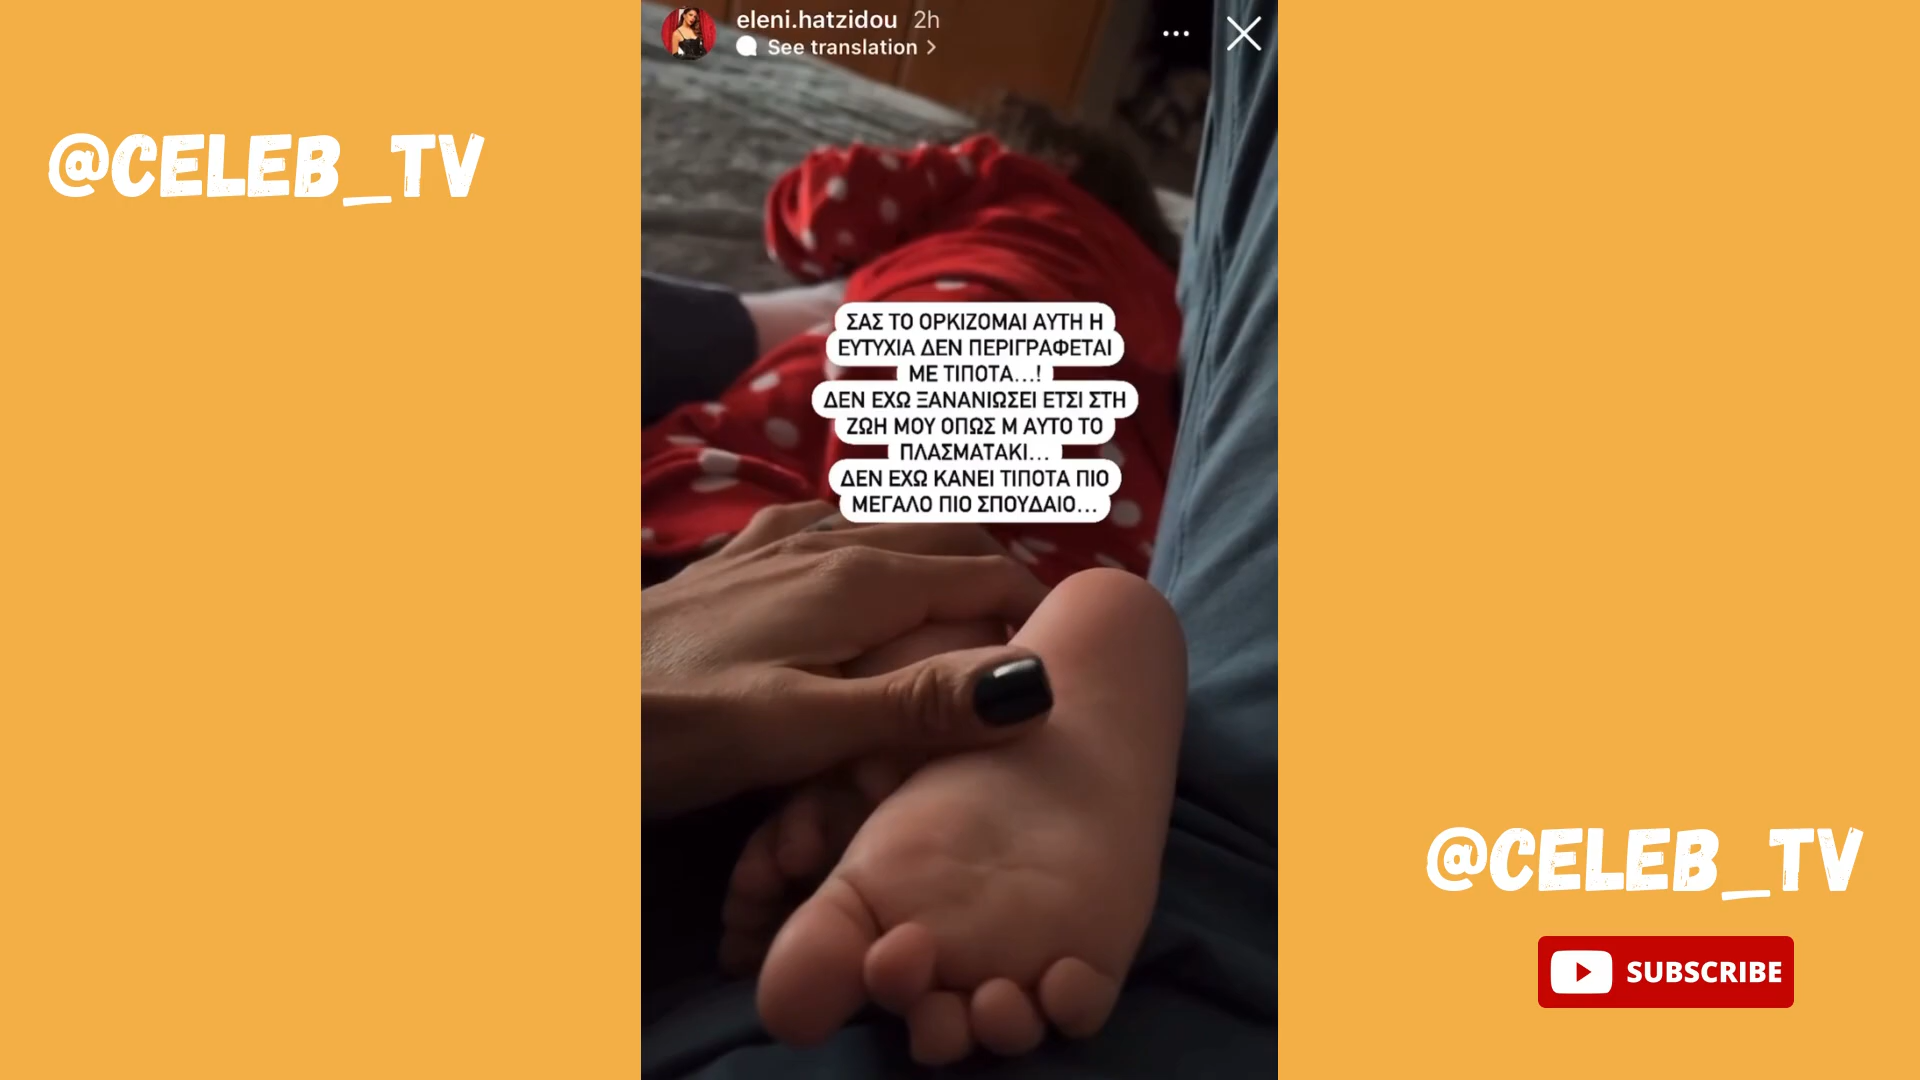 eleni.hatzidou 2h
See translation >
@CELEB_TV
ΣΑΣ ΤΟ ΟΡΚΙΖΟΜΑΙ ΑΥΤΗ Η
ΕΥΤΥΧΙΑ ΔΕΝ ΠΕΡΙΓΡΑΦΕΤΑΙ
ΜΕ ΤΙΠΟΤΑ...!
ΔΕΝ ΕΧΩ ΞΑΝΑΝΙΩΣΕΙ ΕΤΣΙ ΣΤΗ
ΖΩΗ ΜΟΥ ΟΠΩΣ Μ ΑΥΤΟ ΤΟ
ΠΛΑΣΜΑΤΑΚΙ...
ΔΕΝ ΕΧΩ ΚΑΝΕΙ ΤΙΠΟΤΑ ΠΙΟ
ΜΕΓΑΛΟ ΠΙΟ ΣΠΟΥΔΑΙΟ...
@CELEB_TV
SUBSCRIBE